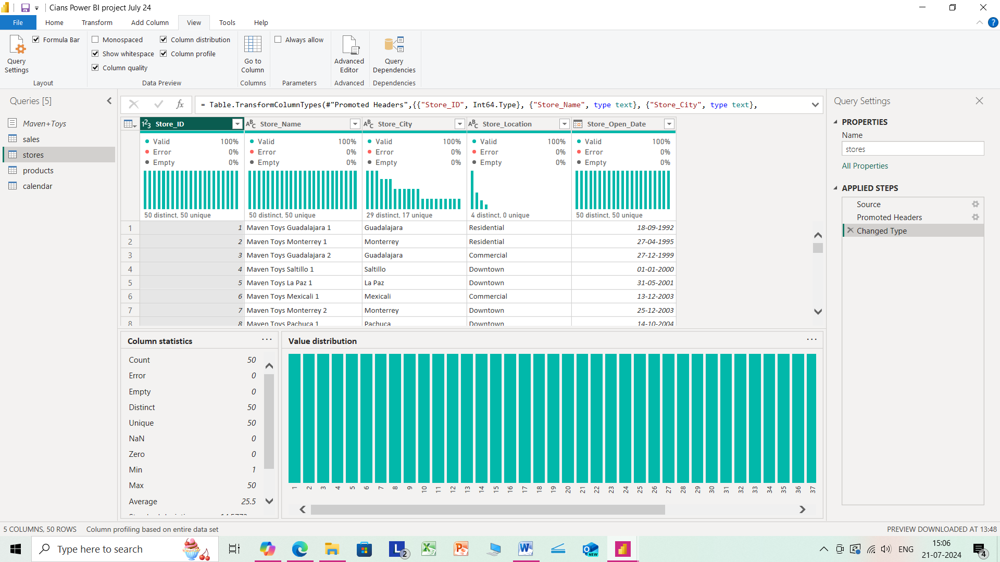 Cians Power BI project July 24
File Home Transform Add Column View Tools Help
Query Settings
Formula Bar
Layout
Monospaced
Show whitespace
Column quality
Column distribution
Column profile
Data Preview
Go to Column
Columns
Always allow
Parameters
Advanced Editor
Advanced
Query Dependencies
Dependencies
Queries [5]
Maven+Toys
sales
stores
products
calendar
fx = Table.TransformColumnTypes(#"Promoted Headers",{{"Store_ID", Int64.Type}, {"Store_Name", type text}, {"Store_City", type text},
123 Store_ID ABC Store_Name ABC Store_City ABC Store_Location Store_Open_Date
Valid 100% Valid 100% Valid 100% Valid 100% Valid 100%
Error 0% Error 0% Error 0% Error 0% Error 0%
Empty 0% Empty 0% Empty 0% Empty 0% Empty 0%
50 distinct, 50 unique 50 distinct, 50 unique 29 distinct, 17 unique 4 distinct, 0 unique 50 distinct, 50 unique
1 1 Maven Toys Guadalajara 1 Guadalajara Residential 18-09-1992
2 2 Maven Toys Monterrey 1 Monterrey Residential 27-04-1995
3 3 Maven Toys Guadalajara 2 Guadalajara Commercial 27-12-1999
4 4 Maven Toys Saltillo 1 Saltillo Downtown 01-01-2000
5 5 Maven Toys La Paz 1 La Paz Downtown 31-05-2001
6 6 Maven Toys Mexicali 1 Mexicali Commercial 13-12-2003
7 7 Maven Toys Monterrey 2 Monterrey Downtown 25-12-2003
8 8 Maven Toys Pachuca 1 Pachuca Downtown 14-10-2004
Column statistics
Count 50
Error 0
Empty 0
Distinct 50
Unique 50
NaN 0
Zero 0
Min 1
Max 50
Average 25.5
Value distribution
1 2 3 4 5 6 7 8 9 10 11 12 13 14 15 16 17 18 19 20 21 22 23 24 25 26 27 28 29 30 31 32 33 34 35 36 37
Query Settings
PROPERTIES
Name
stores
All Properties
APPLIED STEPS
Source
Promoted Headers
Changed Type
5 COLUMNS, 50 ROWS Column profiling based on entire data set PREVIEW DOWNLOADED AT 13:48
Type here to search
L 2
NEW
ENG
15:06
21-07-2024
4